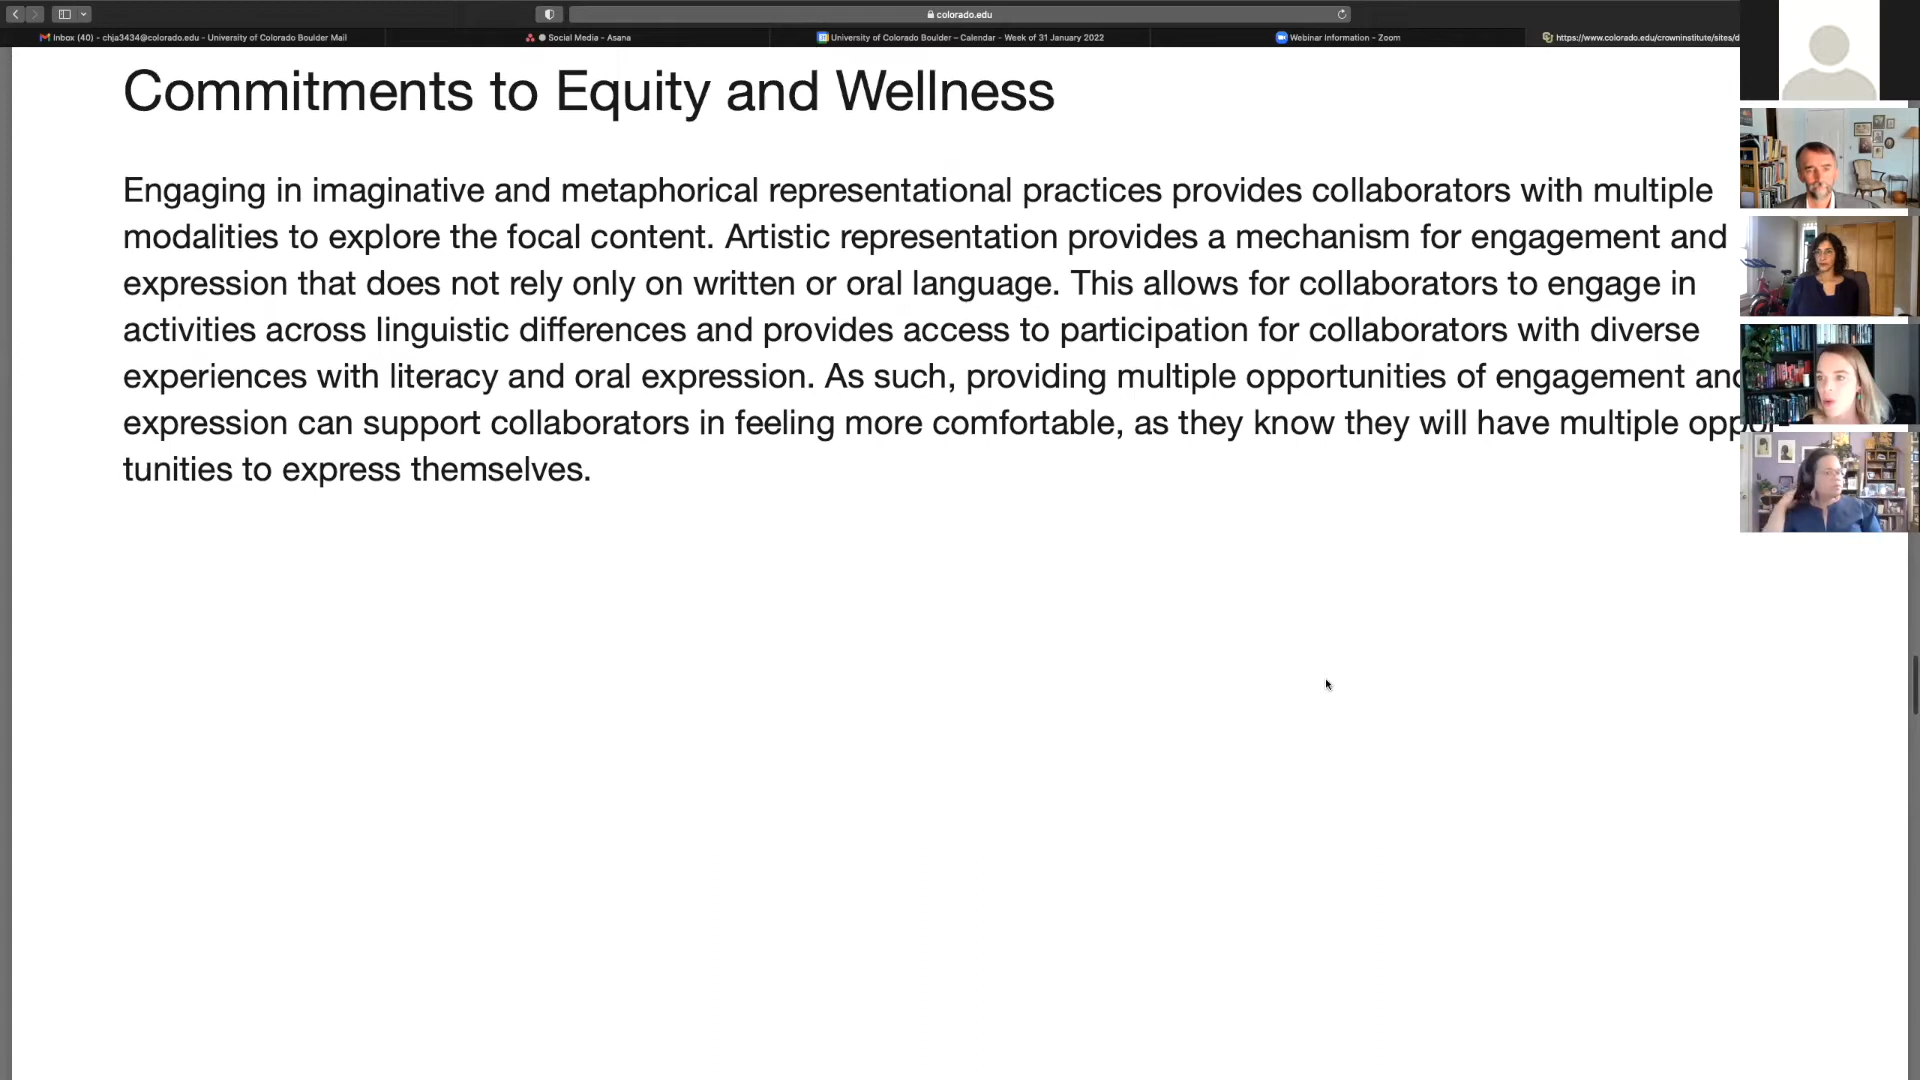 colorado.edu
Inbox (40) - chja3434@colorado.edu - University of Colorado Boulder Mail
Social Media - Asana
University of Colorado Boulder – Calendar - Week of 31 January 2022
Webinar Information - Zoom
https://www.colorado.edu/crowninstitute/sites/d
Commitments to Equity and Wellness
Engaging in imaginative and metaphorical representational practices provides collaborators with multiple
modalities to explore the focal content. Artistic representation provides a mechanism for engagement and
expression that does not rely only on written or oral language. This allows for collaborators to engage in
activities across linguistic differences and provides access to participation for collaborators with diverse
experiences with literacy and oral expression. As such, providing multiple opportunities of engagement and
expression can support collaborators in feeling more comfortable, as they know they will have multiple oppor-
tunities to express themselves.